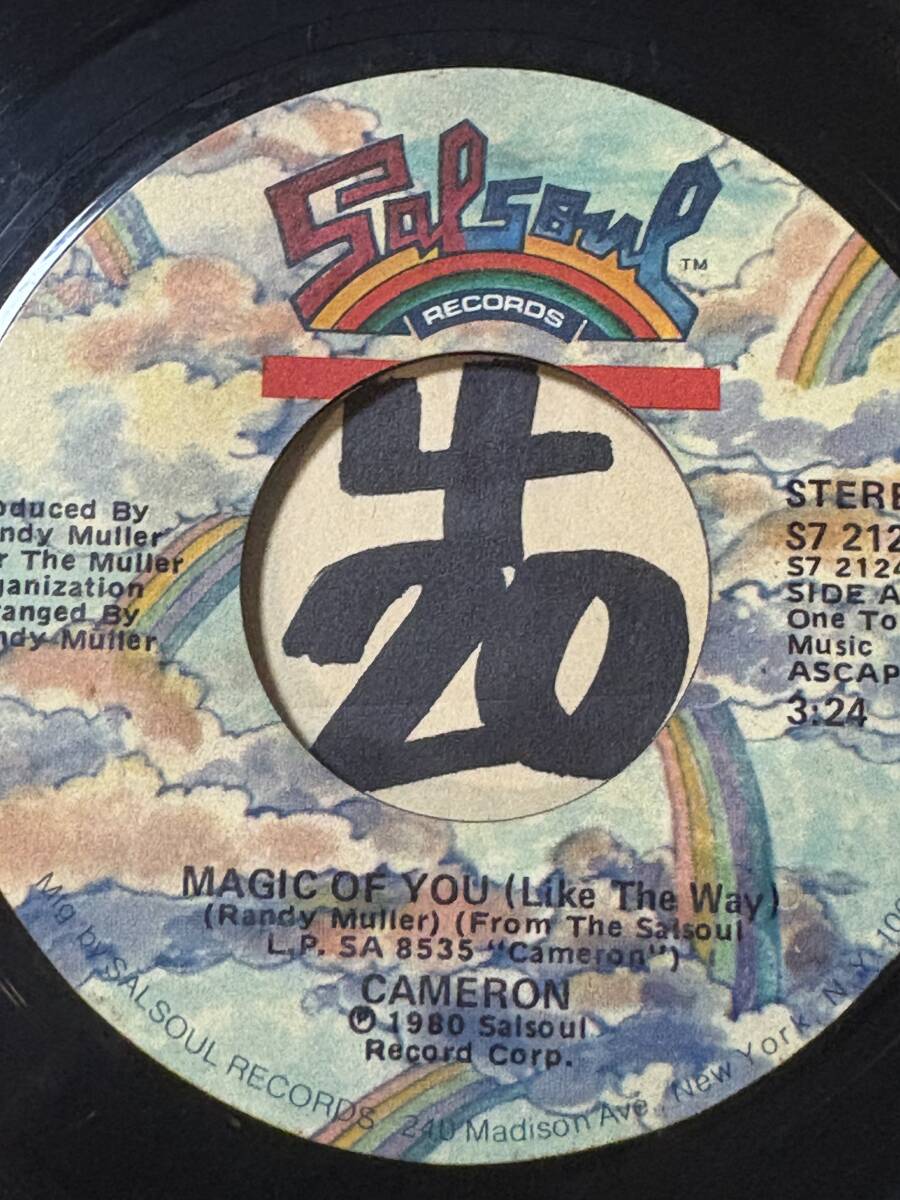 Salsoul
TM
RECORDS
4
20
oduced By
ndy Muller
r The Muller
ganization
ranged By
ndy Muller
STERE
S7 212
S7 2124
SIDE A
One To
Music
ASCAP
3:24
MAGIC OF YOU (Like The Way)
(Randy Muller) (From The Salsoul
L.P. SA 8535 "Cameron")
CAMERON
℗ 1980 Salsoul
Record Corp.
Mfg by SALSOUL RECORDS 240 Madison Ave. New York, N.Y. 100